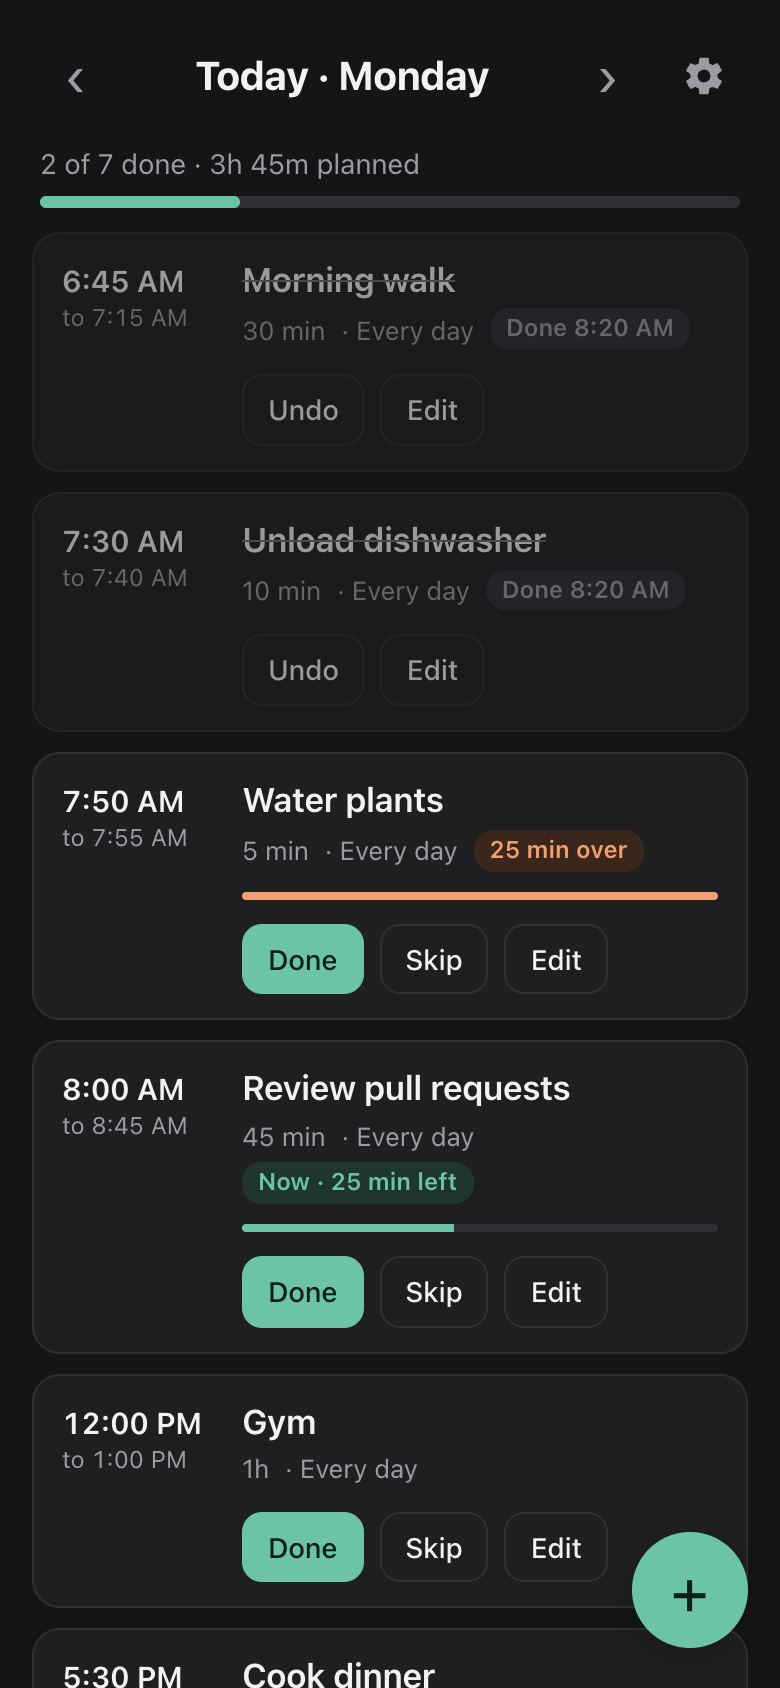 ‹ Today · Monday ›
2 of 7 done · 3h 45m planned
6:45 AM
to 7:15 AM
Morning walk
30 min · Every day Done 8:20 AM
Undo Edit
7:30 AM
to 7:40 AM
Unload dishwasher
10 min · Every day Done 8:20 AM
Undo Edit
7:50 AM
to 7:55 AM
Water plants
5 min · Every day 25 min over
Done Skip Edit
8:00 AM
to 8:45 AM
Review pull requests
45 min · Every day
Now · 25 min left
Done Skip Edit
12:00 PM
to 1:00 PM
Gym
1h · Every day
Done Skip Edit
+
5:30 PM
Cook dinner